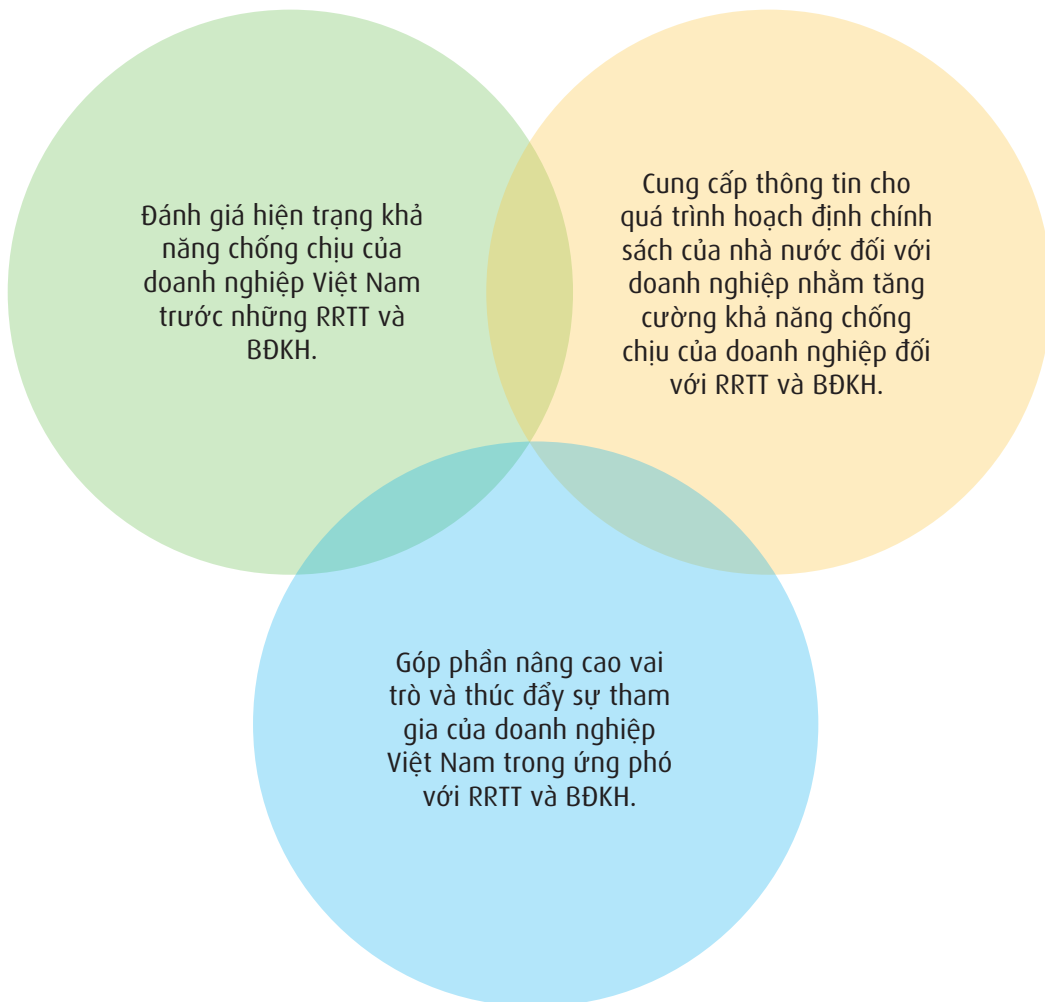 Đánh giá hiện trạng khả
năng chống chịu của
doanh nghiệp Việt Nam
trước những RRTT và
BĐKH.
Cung cấp thông tin cho
quá trình hoạch định chính
sách của nhà nước đối với
doanh nghiệp nhằm tăng
cường khả năng chống
chịu của doanh nghiệp đối
với RRTT và BĐKH.
Góp phần nâng cao vai
trò và thúc đẩy sự tham
gia của doanh nghiệp
Việt Nam trong ứng phó
với RRTT và BĐKH.